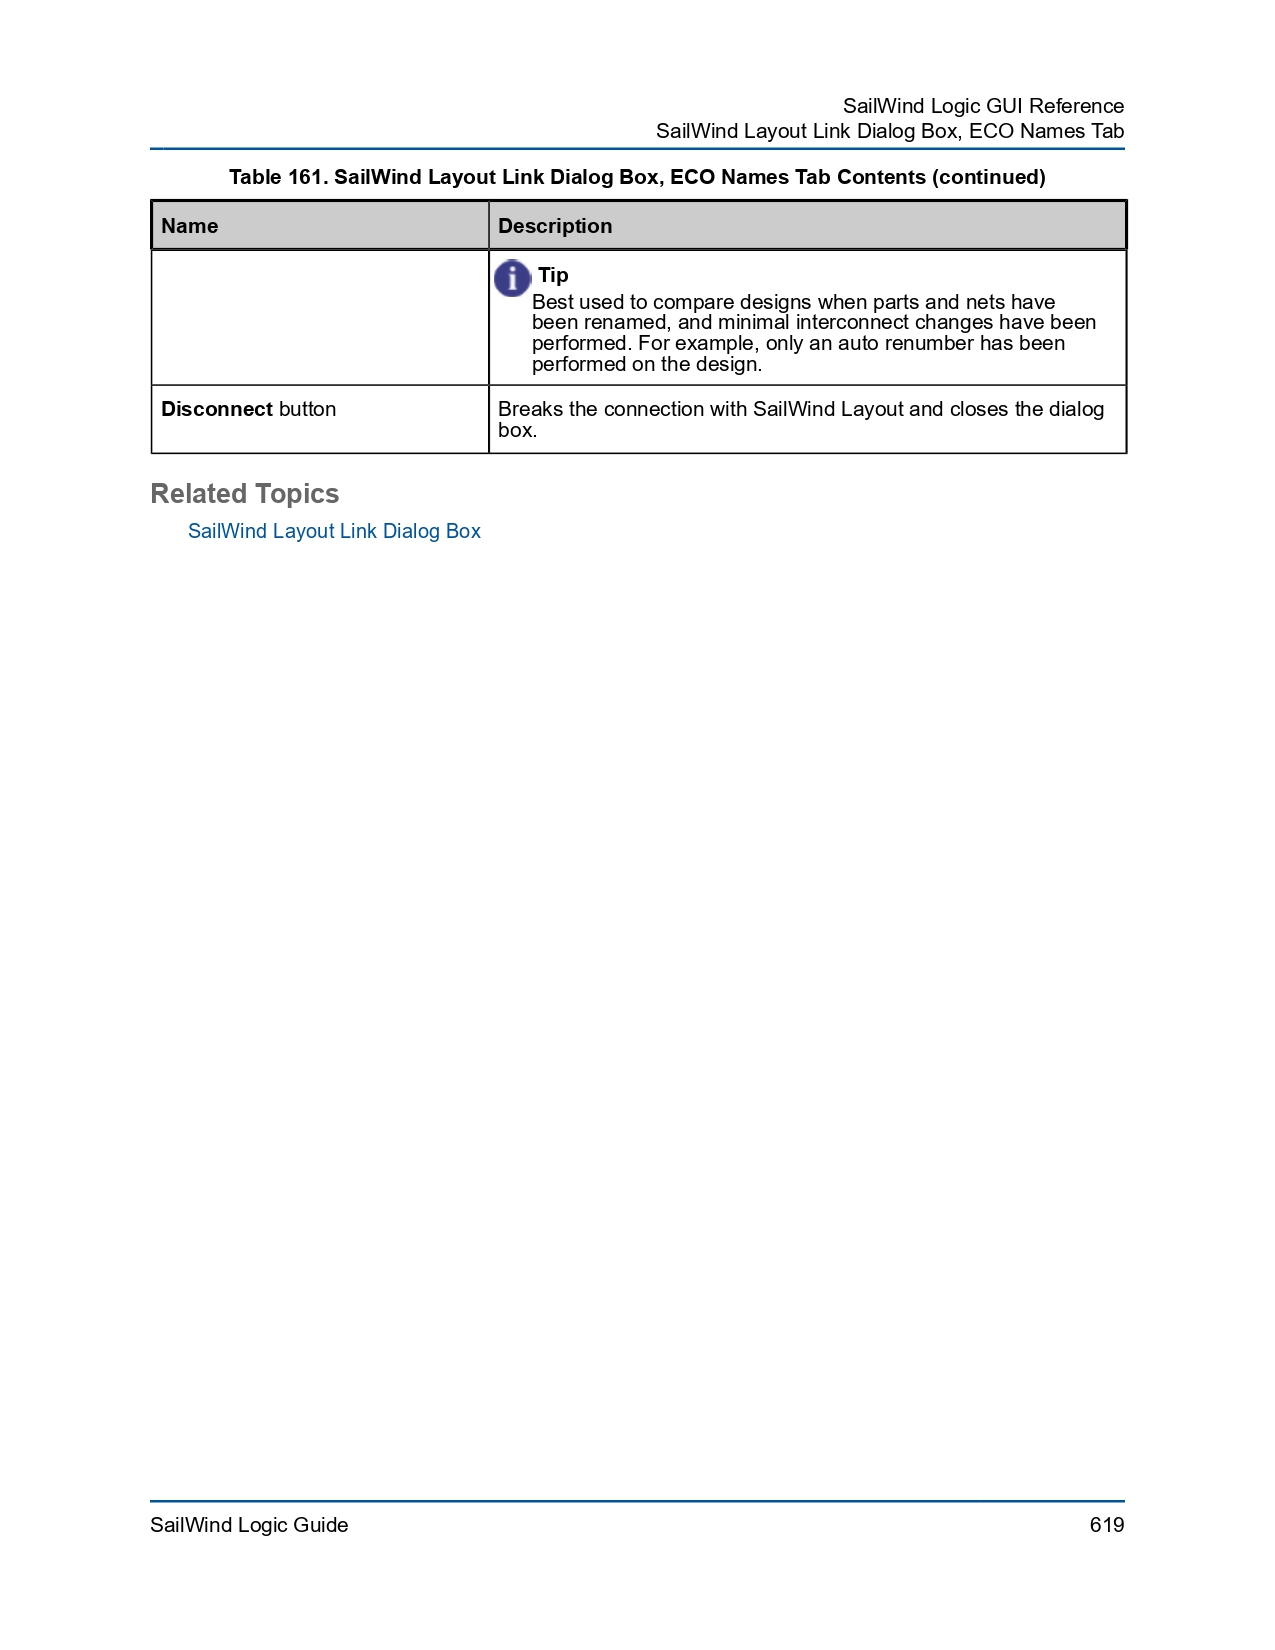 SailWind Logic GUI Reference
SailWind Layout Link Dialog Box, ECO Names Tab
Table 161. SailWind Layout Link Dialog Box, ECO Names Tab Contents (continued)
Name
Description
i Tip
Best used to compare designs when parts and nets have
been renamed, and minimal interconnect changes have been
performed. For example, only an auto renumber has been
performed on the design.
Disconnect button
Breaks the connection with SailWind Layout and closes the dialog
box.
Related Topics
SailWind Layout Link Dialog Box
SailWind Logic Guide
619